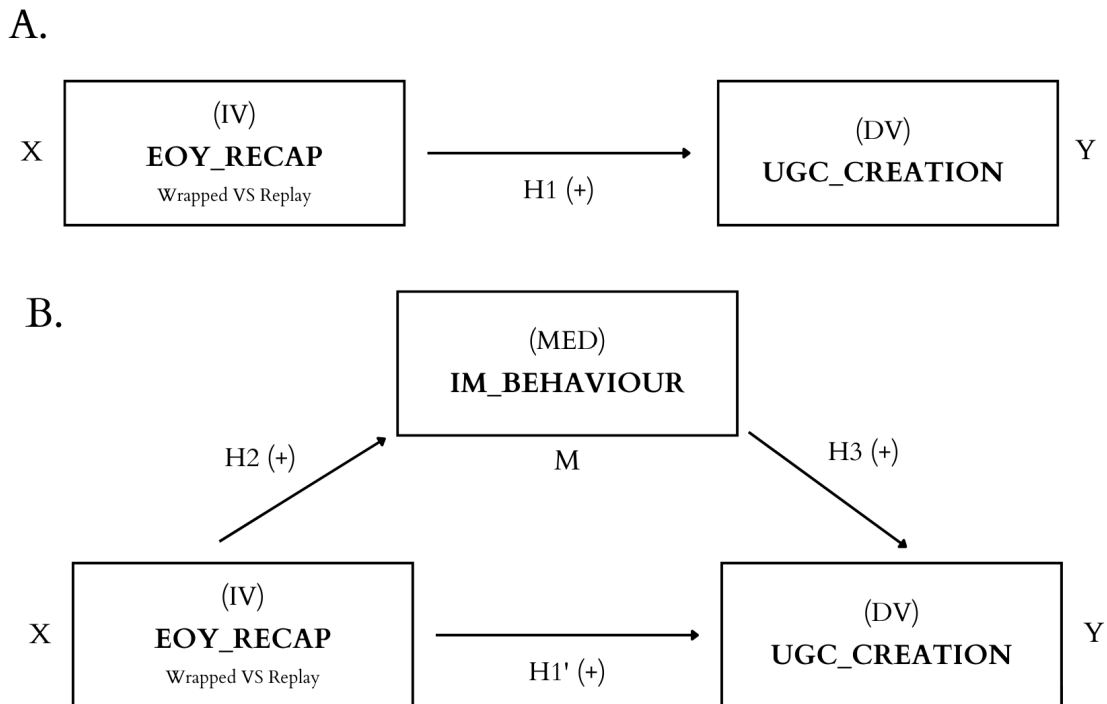 A.
X
(IV)
EOY_RECAP
Wrapped VS Replay
H1 (+)
(DV)
UGC_CREATION
Y
B.
(MED)
IM_BEHAVIOUR
M
H2 (+)
H3 (+)
X
(IV)
EOY_RECAP
Wrapped VS Replay
H1' (+)
(DV)
UGC_CREATION
Y